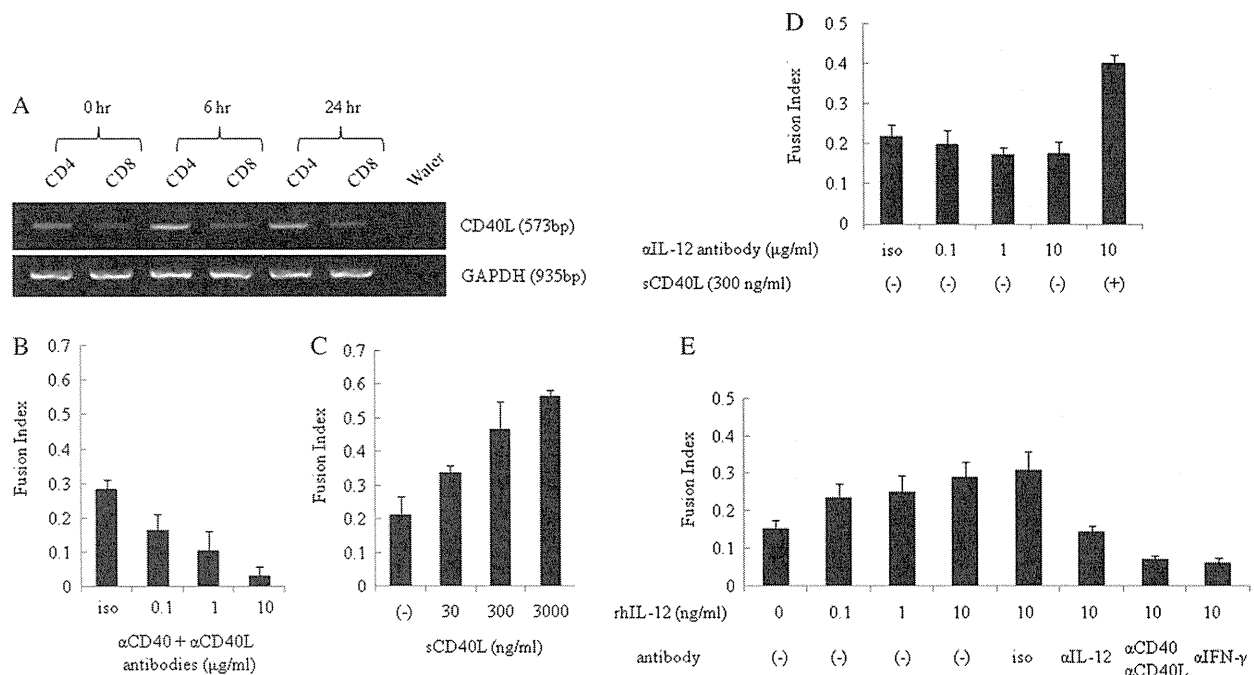 A
0 hr
6 hr
24 hr
CD4
CD8
CD4
CD8
CD4
CD8
Water
CD40L (573bp)
GAPDH (935bp)
B
Fusion Index
0.7
0.6
0.5
0.4
0.3
0.2
0.1
0
iso 0.1 1 10
αCD40 + αCD40L
antibodies (μg/ml)
C
Fusion Index
0.7
0.6
0.5
0.4
0.3
0.2
0.1
0
(-) 30 300 3000
sCD40L (ng/ml)
D
Fusion Index
0.5
0.4
0.3
0.2
0.1
0
αIL-12 antibody (μg/ml) iso 0.1 1 10 10
sCD40L (300 ng/ml) (-) (-) (-) (-) (+)
E
Fusion Index
0.5
0.4
0.3
0.2
0.1
0
rhIL-12 (ng/ml) 0 0.1 1 10 10 10 10 10
antibody (-) (-) (-) (-) iso αIL-12 αCD40 αIFN-γ
αCD40L